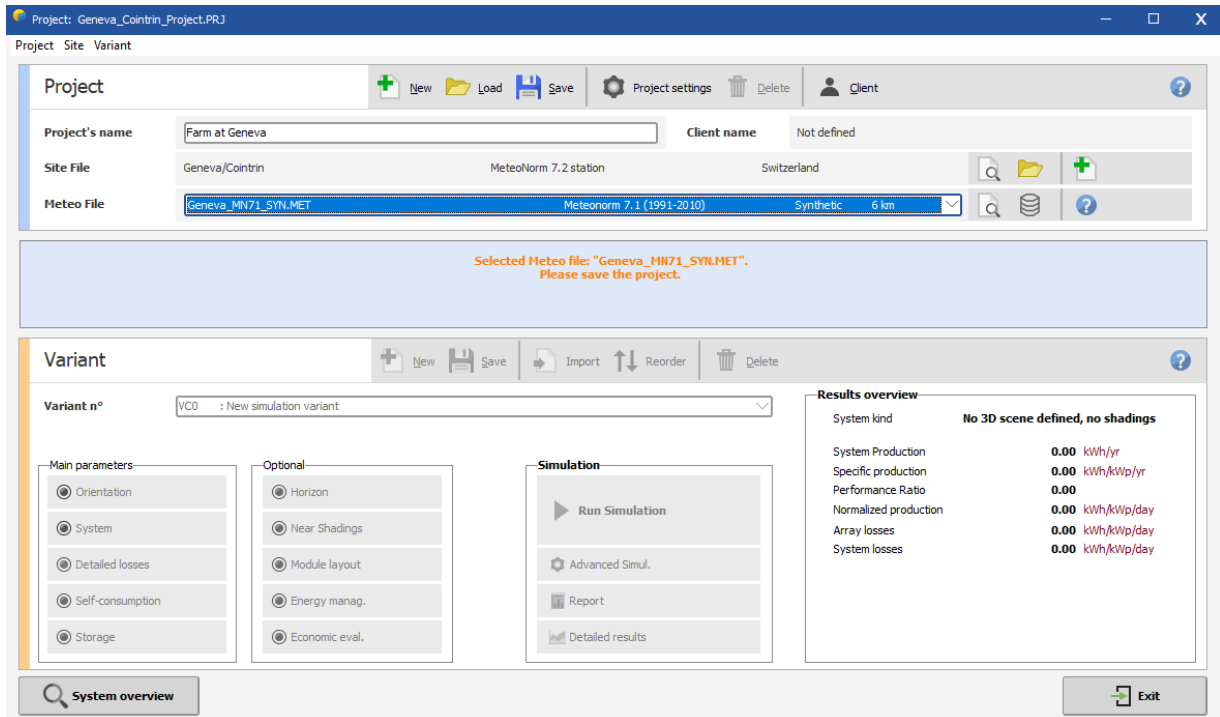 Project: Geneva_Cointrin_Project.PRJ
Project Site Variant
Project New Load Save Project settings Delete Client
Project's name Farm at Geneva Client name Not defined
Site File Geneva/Cointrin MeteoNorm 7.2 station Switzerland
Meteo File Geneva_MN71_SYN.MET Meteonorm 7.1 (1991-2010) Synthetic 6 km
Selected Meteo file: "Geneva_MN71_SYN.MET".
Please save the project.
Variant New Save Import Reorder Delete
Variant n° VC0 : New simulation variant
Results overview
System kind No 3D scene defined, no shadings
System Production 0.00 kWh/yr
Specific production 0.00 kWh/kWp/yr
Performance Ratio 0.00
Normalized production 0.00 kWh/kWp/day
Array losses 0.00 kWh/kWp/day
System losses 0.00 kWh/kWp/day
Main parameters
Orientation
System
Detailed losses
Self-consumption
Storage
Optional
Horizon
Near Shadings
Module layout
Energy manag.
Economic eval.
Simulation
Run Simulation
Advanced Simul.
Report
Detailed results
System overview
Exit